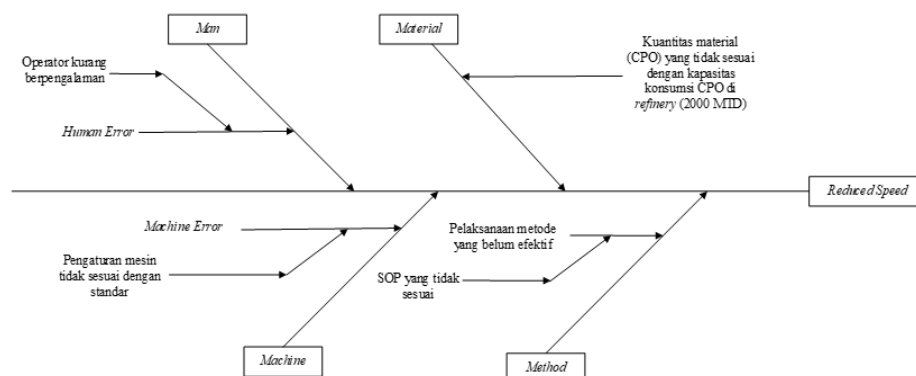 Man
Material
Operator kurang
berpengalaman
Kuantitas material
(CPO) yang tidak sesuai
dengan kapasitas
konsumsi CPO di
refinery (2000 MTD)
Human Error
Reduced Speed
Machine Error
Pelaksanaan metode
yang belum efektif
Pengaturan mesin
tidak sesuai dengan
standar
SOP yang tidak
sesuai
Machine
Method